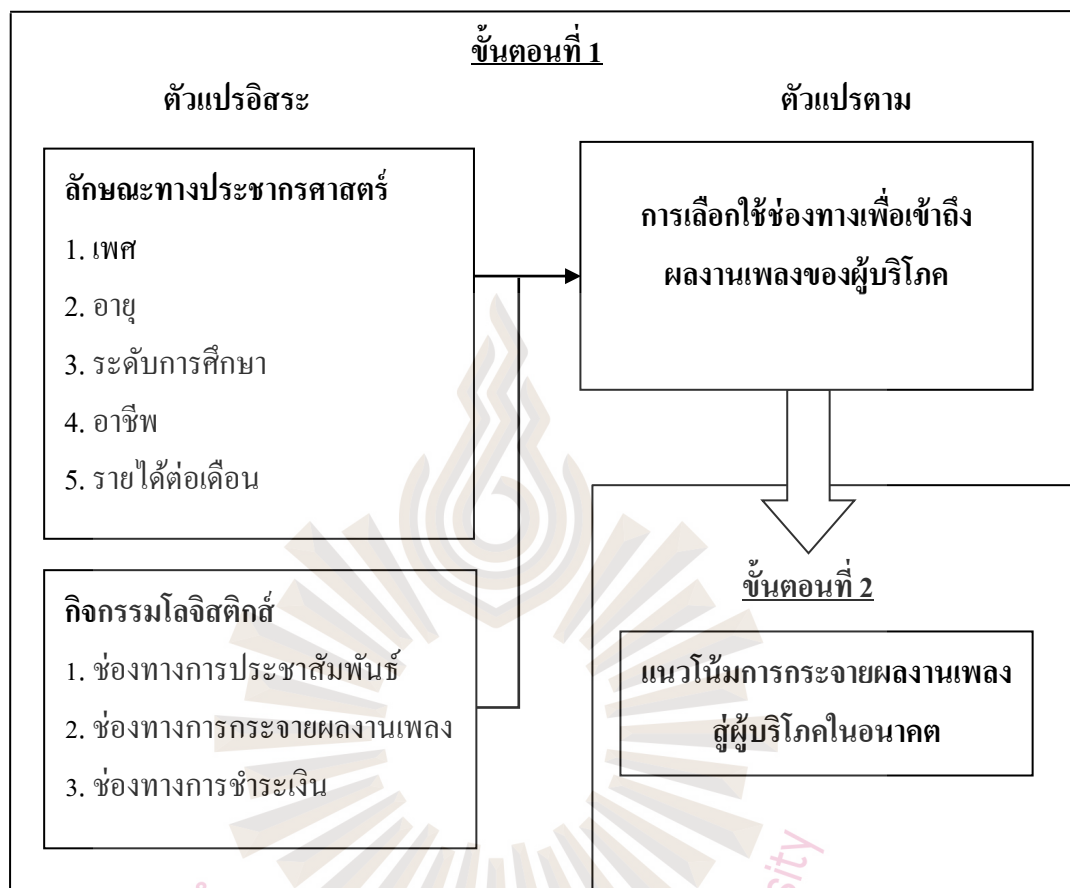 ขั้นตอนที่ 1
ตัวแปรอิสระ
ตัวแปรตาม
ลักษณะทางประชากรศาสตร์
1. เพศ
2. อายุ
3. ระดับการศึกษา
4. อาชีพ
5. รายได้ต่อเดือน
กิจกรรมโลจิสติกส์
1. ช่องทางการประชาสัมพันธ์
2. ช่องทางการกระจายผลงานเพลง
3. ช่องทางการชำระเงิน
การเลือกใช้ช่องทางเพื่อเข้าถึง
ผลงานเพลงของผู้บริโภค
ขั้นตอนที่ 2
แนวโน้มการกระจายผลงานเพลง
สู่ผู้บริโภคในอนาคต